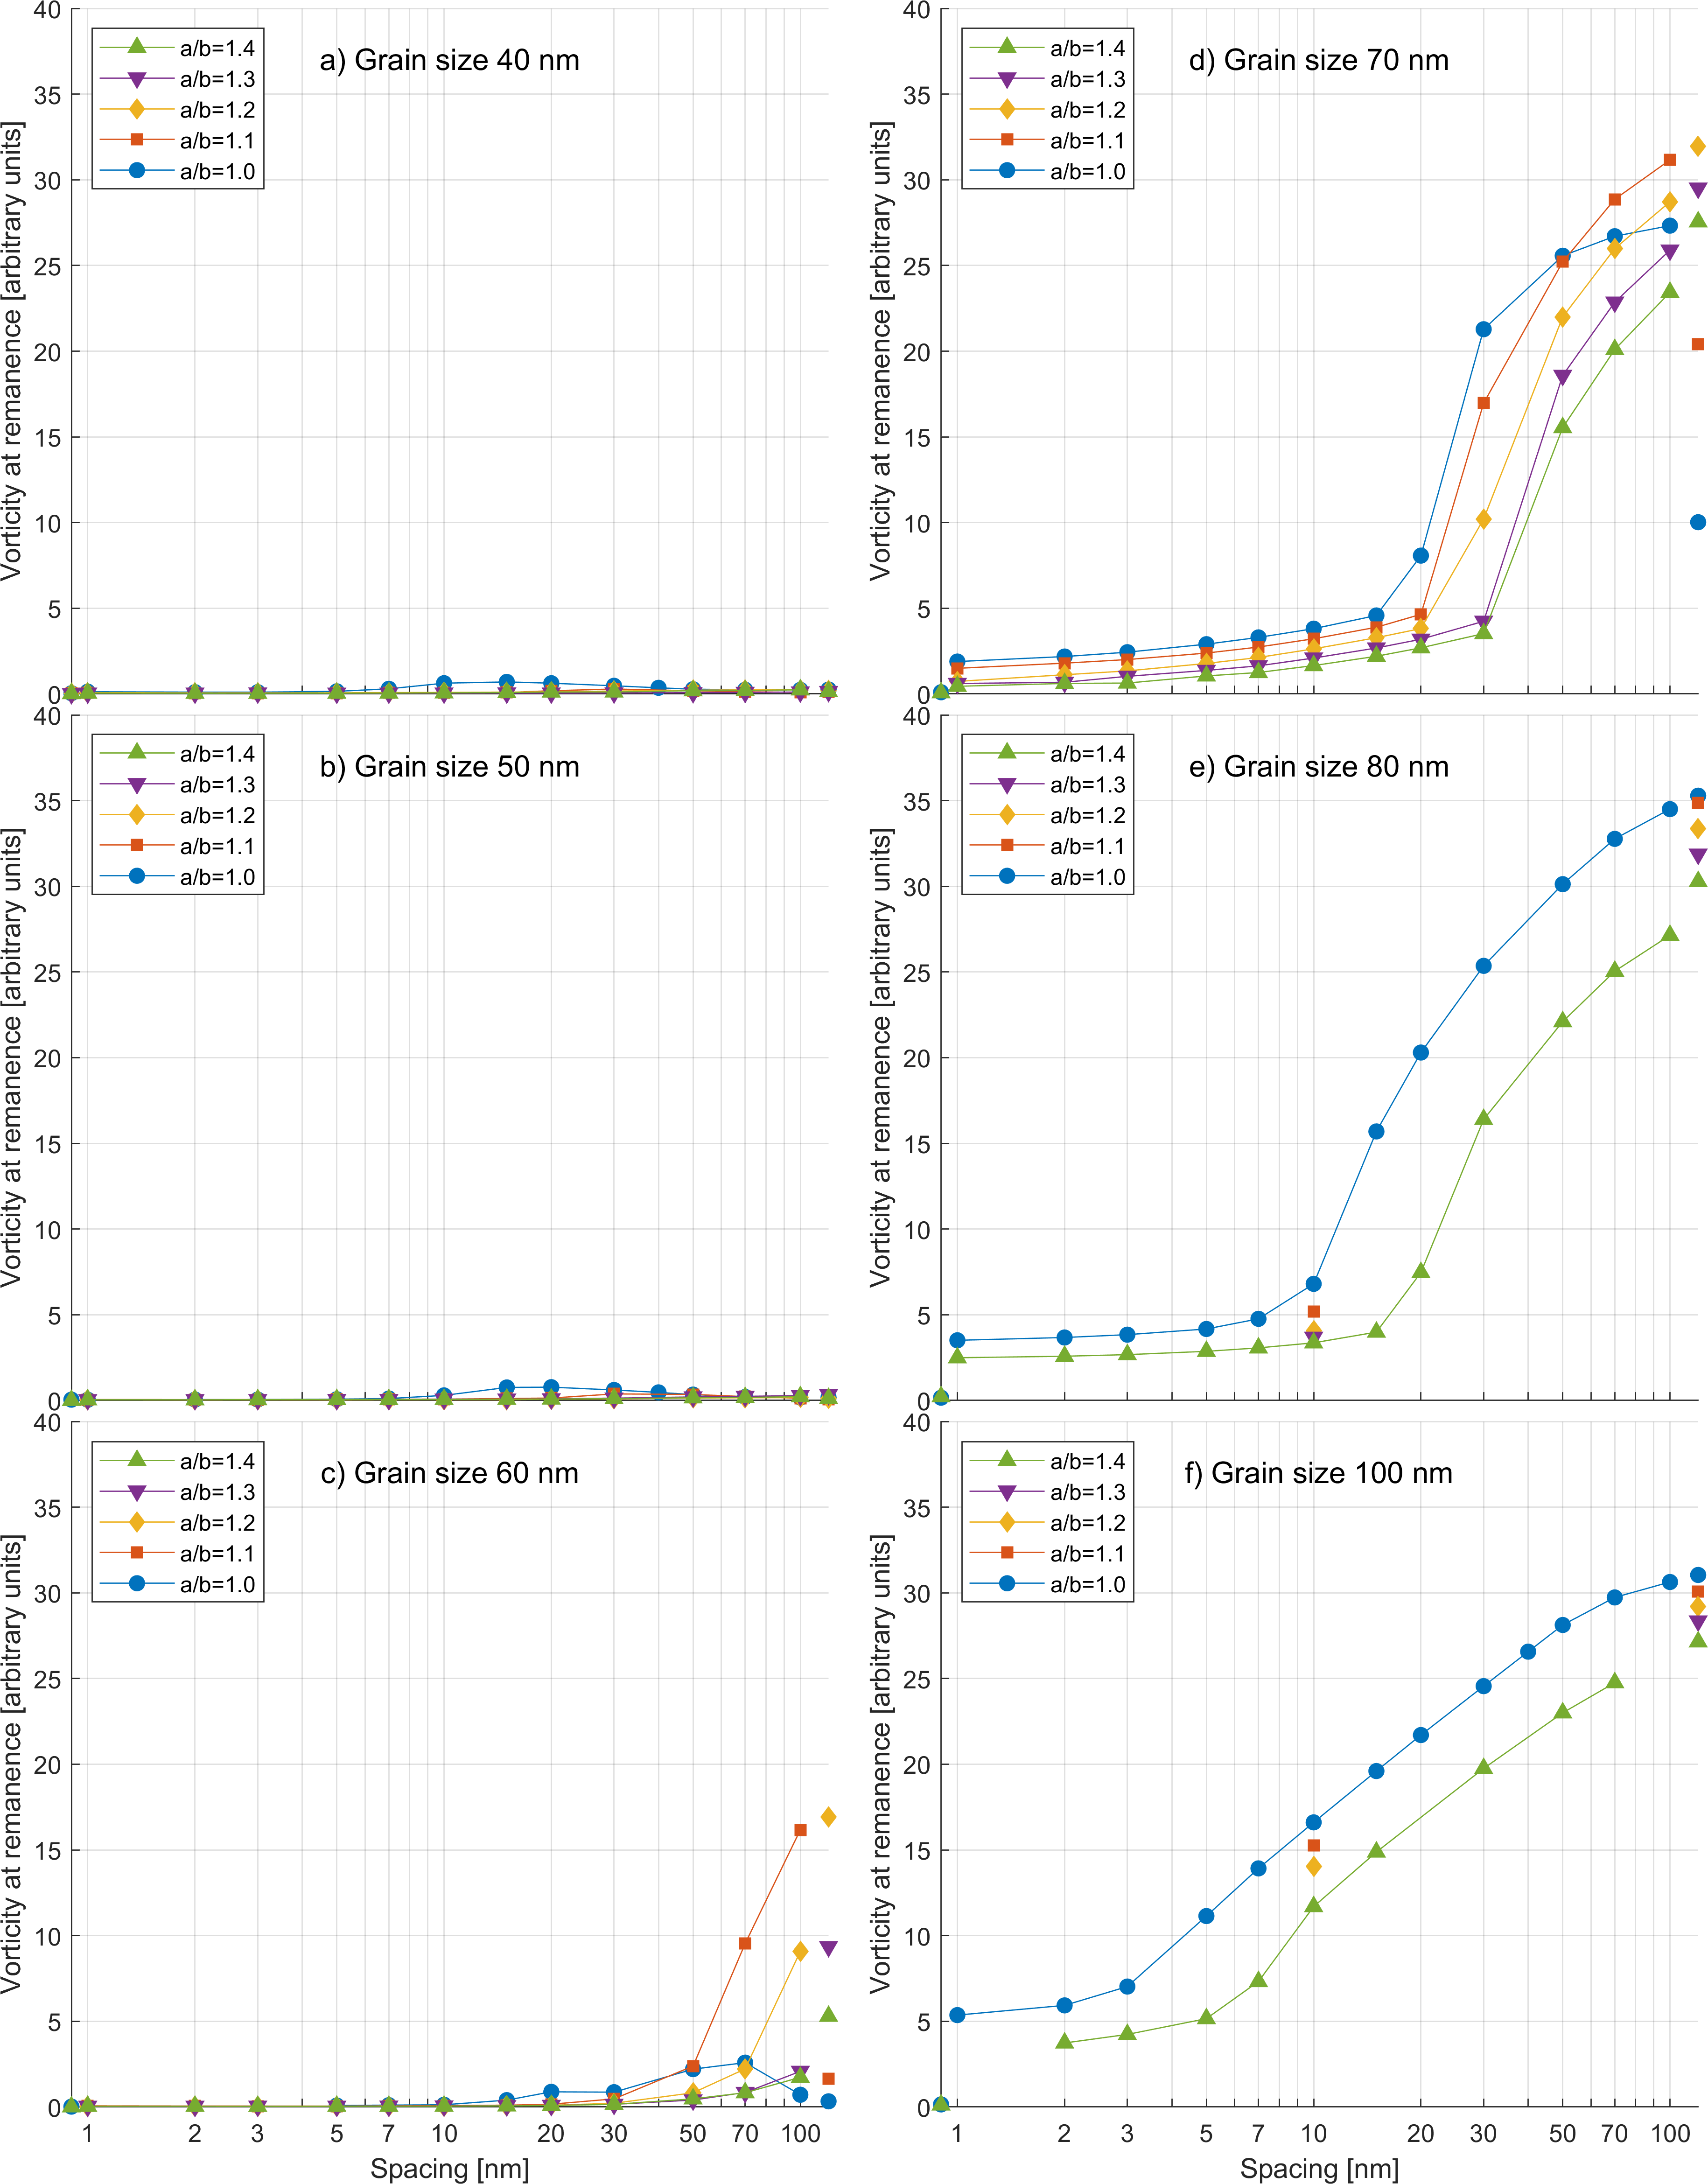 a) Grain size 40 nm
Vorticity at remanence [arbitrary units]
40
35
30
25
20
15
10
5
0
a/b=1.4
a/b=1.3
a/b=1.2
a/b=1.1
a/b=1.0
b) Grain size 50 nm
Vorticity at remanence [arbitrary units]
40
35
30
25
20
15
10
5
0
a/b=1.4
a/b=1.3
a/b=1.2
a/b=1.1
a/b=1.0
c) Grain size 60 nm
Vorticity at remanence [arbitrary units]
40
35
30
25
20
15
10
5
0
a/b=1.4
a/b=1.3
a/b=1.2
a/b=1.1
a/b=1.0
1 2 3 5 7 10 20 30 50 70 100
Spacing [nm]
d) Grain size 70 nm
Vorticity at remanence [arbitrary units]
40
35
30
25
20
15
10
5
0
a/b=1.4
a/b=1.3
a/b=1.2
a/b=1.1
a/b=1.0
e) Grain size 80 nm
Vorticity at remanence [arbitrary units]
40
35
30
25
20
15
10
5
0
a/b=1.4
a/b=1.3
a/b=1.2
a/b=1.1
a/b=1.0
f) Grain size 100 nm
Vorticity at remanence [arbitrary units]
40
35
30
25
20
15
10
5
0
a/b=1.4
a/b=1.3
a/b=1.2
a/b=1.1
a/b=1.0
1 2 3 5 7 10 20 30 50 70 100
Spacing [nm]